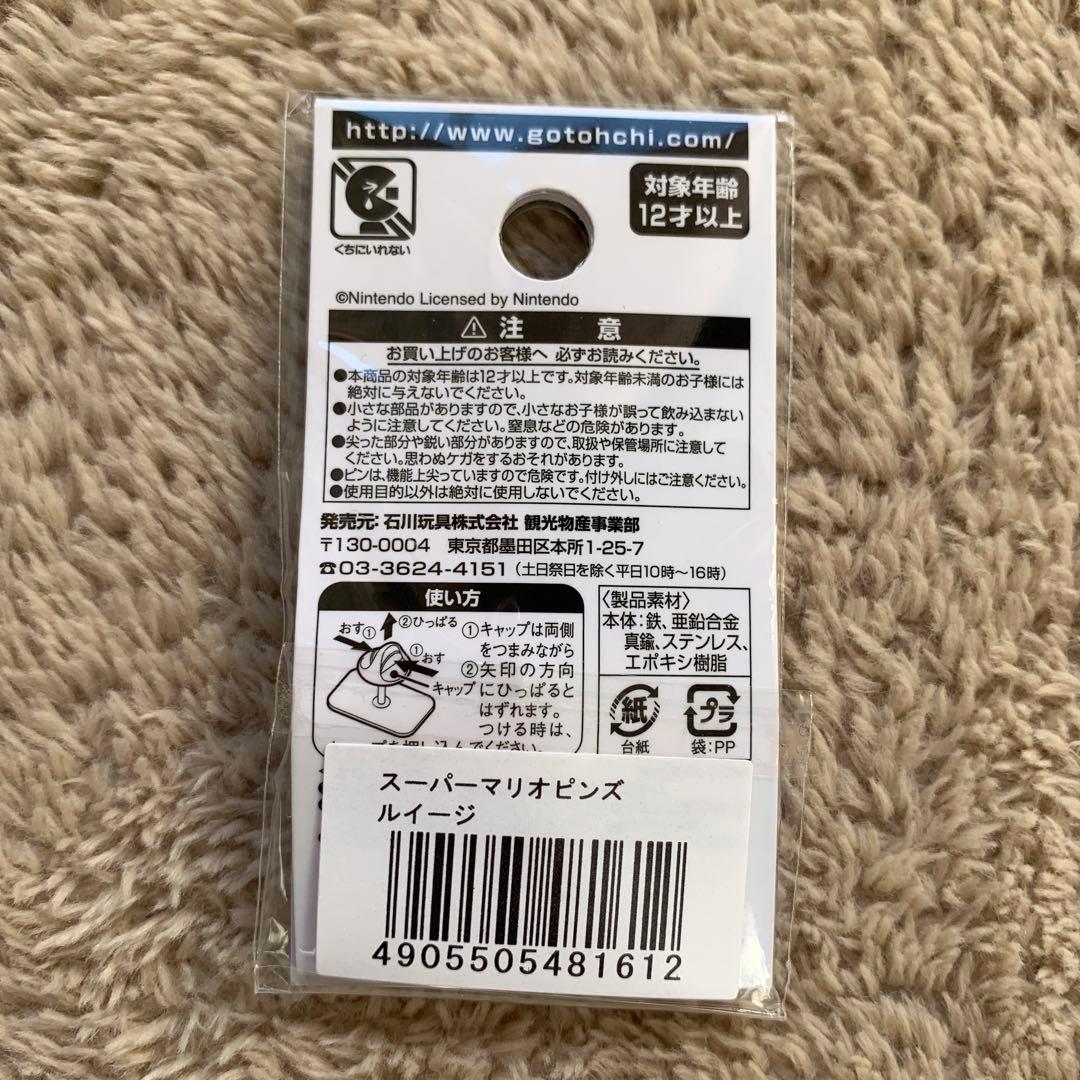 http://www.gotohchi.com/
くちにいれない
対象年齢
12才以上
©Nintendo Licensed by Nintendo
⚠注 意
お買い上げのお客様へ 必ずお読みください。
●本商品の対象年齢は12才以上です。対象年齢未満のお子様には
絶対に与えないでください。
●小さな部品がありますので、小さなお子様が誤って飲み込まない
ように注意してください。窒息などの危険があります。
●尖った部分や鋭い部分がありますので、取扱や保管場所に注意して
ください。思わぬケガをするおそれがあります。
●ピンは、機能上尖っていますので危険です。付け外しにはご注意ください。
●使用目的以外は絶対に使用しないでください。
発売元: 石川玩具株式会社 観光物産事業部
〒130-0004 東京都墨田区本所1-25-7
☎03-3624-4151 (土日祭日を除く平日10時～16時)
使い方
②ひっぱる
おす①
①おす
キャップ
①キャップは両側
をつまみながら
②矢印の方向
にひっぱると
はずれます。
つける時は、
プを押し込んでください。
〈製品素材〉
本体:鉄、亜鉛合金
真鍮、ステンレス、
エポキシ樹脂
紙
台紙
プラ
袋:PP
スーパーマリオピンズ
ルイージ
4905505481612